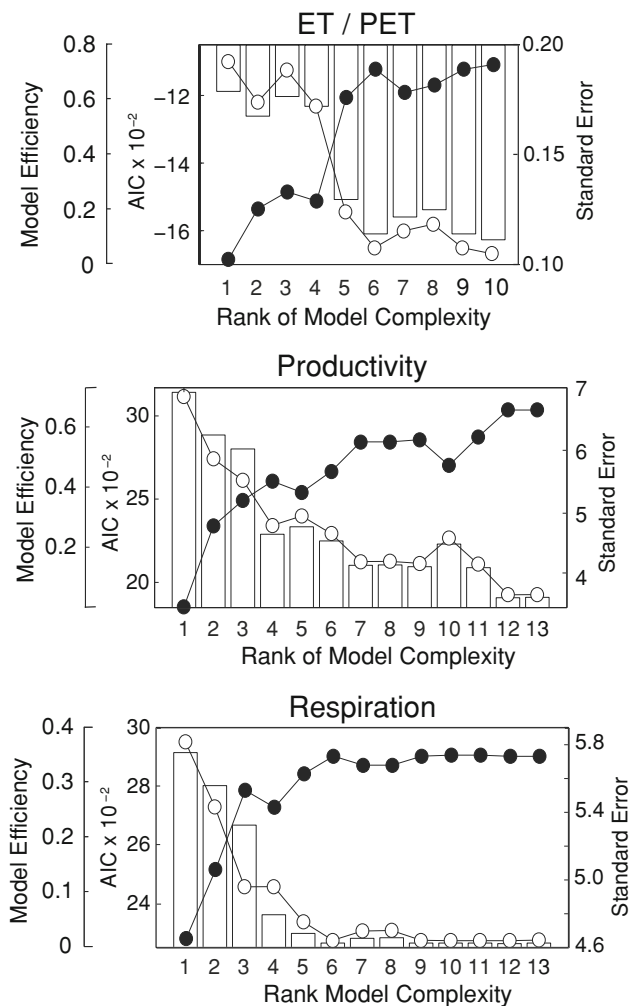 ET / PET
0.8
0.6
0.4
0.2
0
Model Efficiency
−12
−14
−16
AIC x 10⁻²
0.20
0.15
0.10
Standard Error
1 2 3 4 5 6 7 8 9 10
Rank of Model Complexity
Productivity
0.6
0.4
0.2
Model Efficiency
30
25
20
AIC x 10⁻²
7
6
5
4
Standard Error
1 2 3 4 5 6 7 8 9 10 11 12 13
Rank of Model Complexity
Respiration
0.4
0.3
0.2
0.1
0
Model Efficiency
30
28
26
24
AIC x 10⁻²
5.8
5.4
5.0
4.6
Standard Error
1 2 3 4 5 6 7 8 9 10 11 12 13
Rank Model Complexity